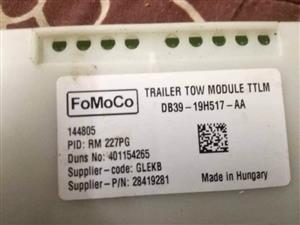 FoMoCo
TRAILER TOW MODULE TTLM
DB39-19H517-AA
144805
PID: RM 227PG
Duns No: 401154265
Supplier-code: GLEKB
Supplier-P/N: 28419281
Made in Hungary